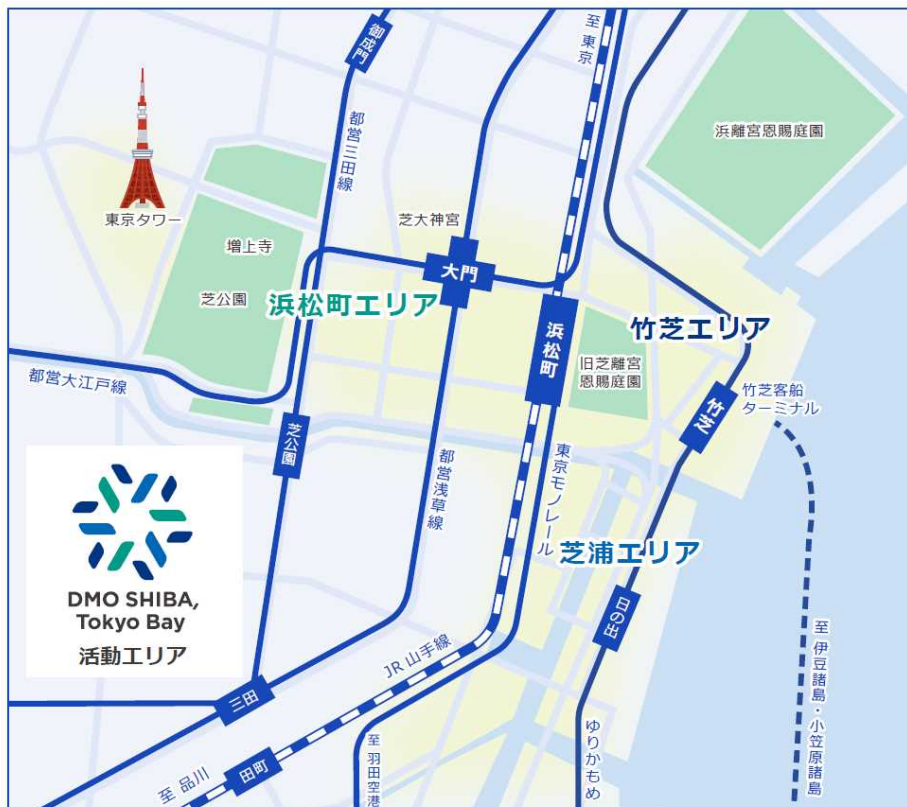 御成門
至 東京
浜離宮恩賜庭園
都営三田線
東京タワー
芝大神宮
増上寺
大門
芝公園
浜松町エリア
浜松町
竹芝エリア
旧芝離宮
恩賜庭園
都営大江戸線
竹芝客船
ターミナル
竹芝
芝公園
都営浅草線
東京モノレール
芝浦エリア
DMO SHIBA,
Tokyo Bay
活動エリア
日の出
至 伊豆諸島・小笠原諸島
JR 山手線
三田
田町
至 品川
至 羽田空港
ゆりかもめ